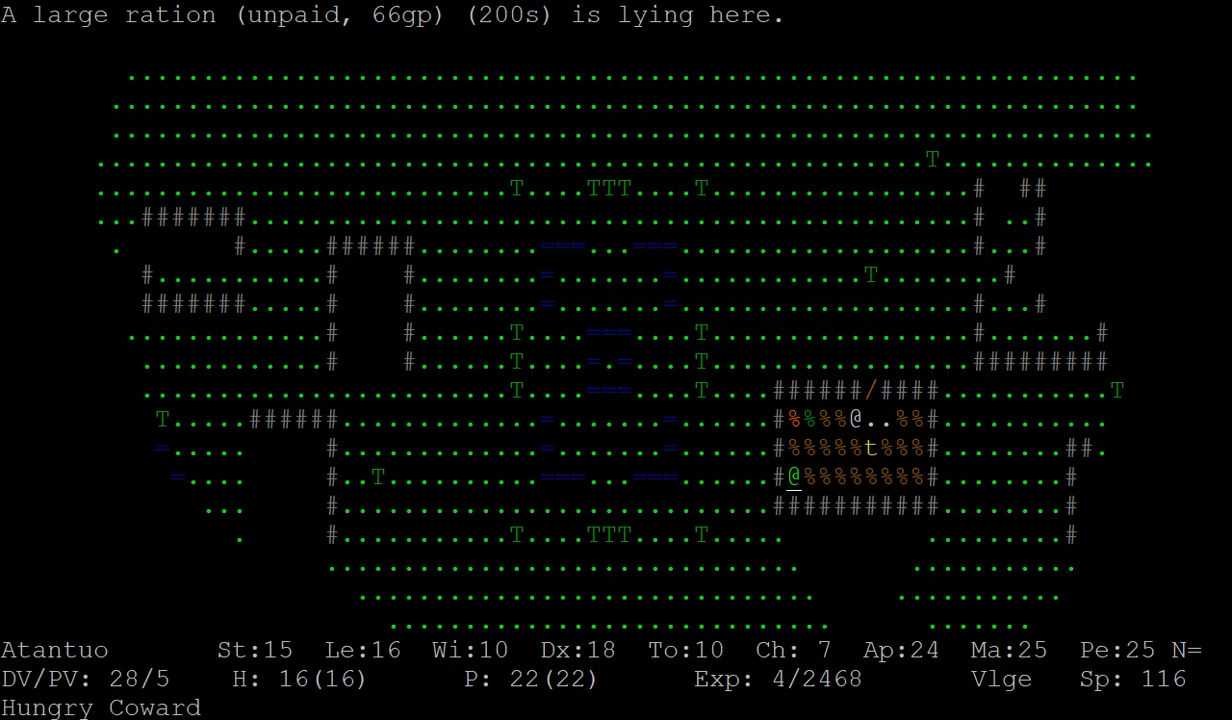 A large ration (unpaid, 66gp) (200s) is lying here.
Atantuo St:15 Le:16 Wi:10 Dx:18 To:10 Ch: 7 Ap:24 Ma:25 Pe:25 N=
DV/PV: 28/5 H: 16(16) P: 22(22) Exp: 4/2468 Vlge Sp: 116
Hungry Coward